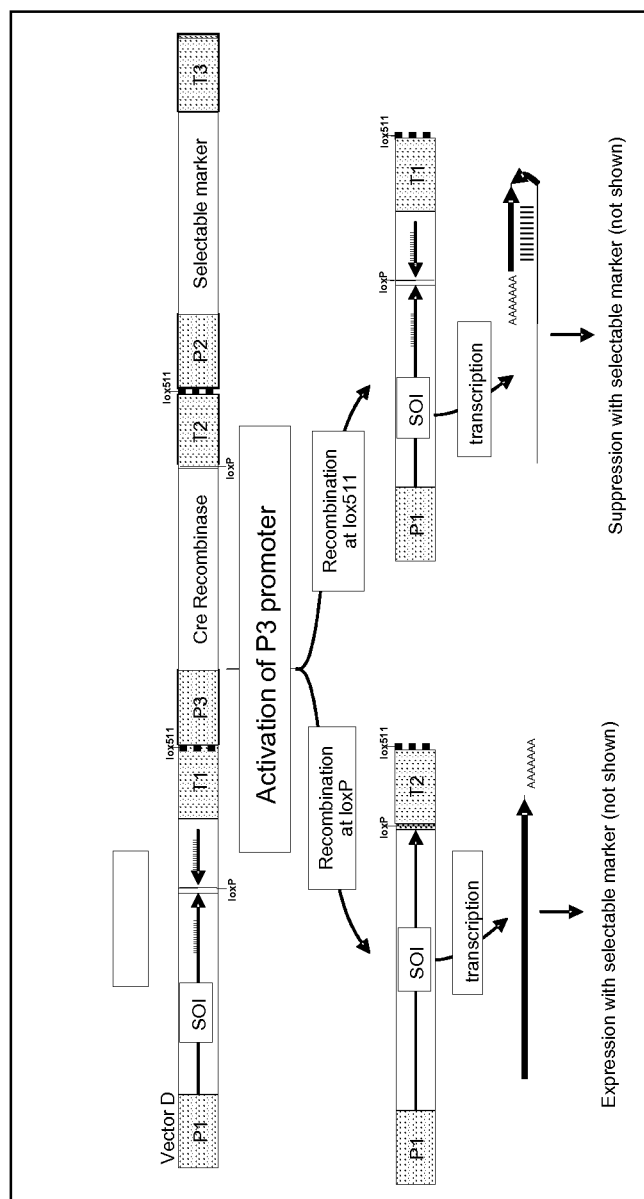 Vector D
P1
SOI
loxP
T1
lox511
P3
Cre Recombinase
loxP
T2
lox511
P2
Selectable marker
T3
Activation of P3 promoter
Recombination
at loxP
Recombination
at lox511
P1
SOI
loxP
T2
lox511
transcription
AAAAAAA
Expression with selectable marker (not shown)
P1
SOI
loxP
T1
lox511
transcription
AAAAAAA
Suppression with selectable marker (not shown)